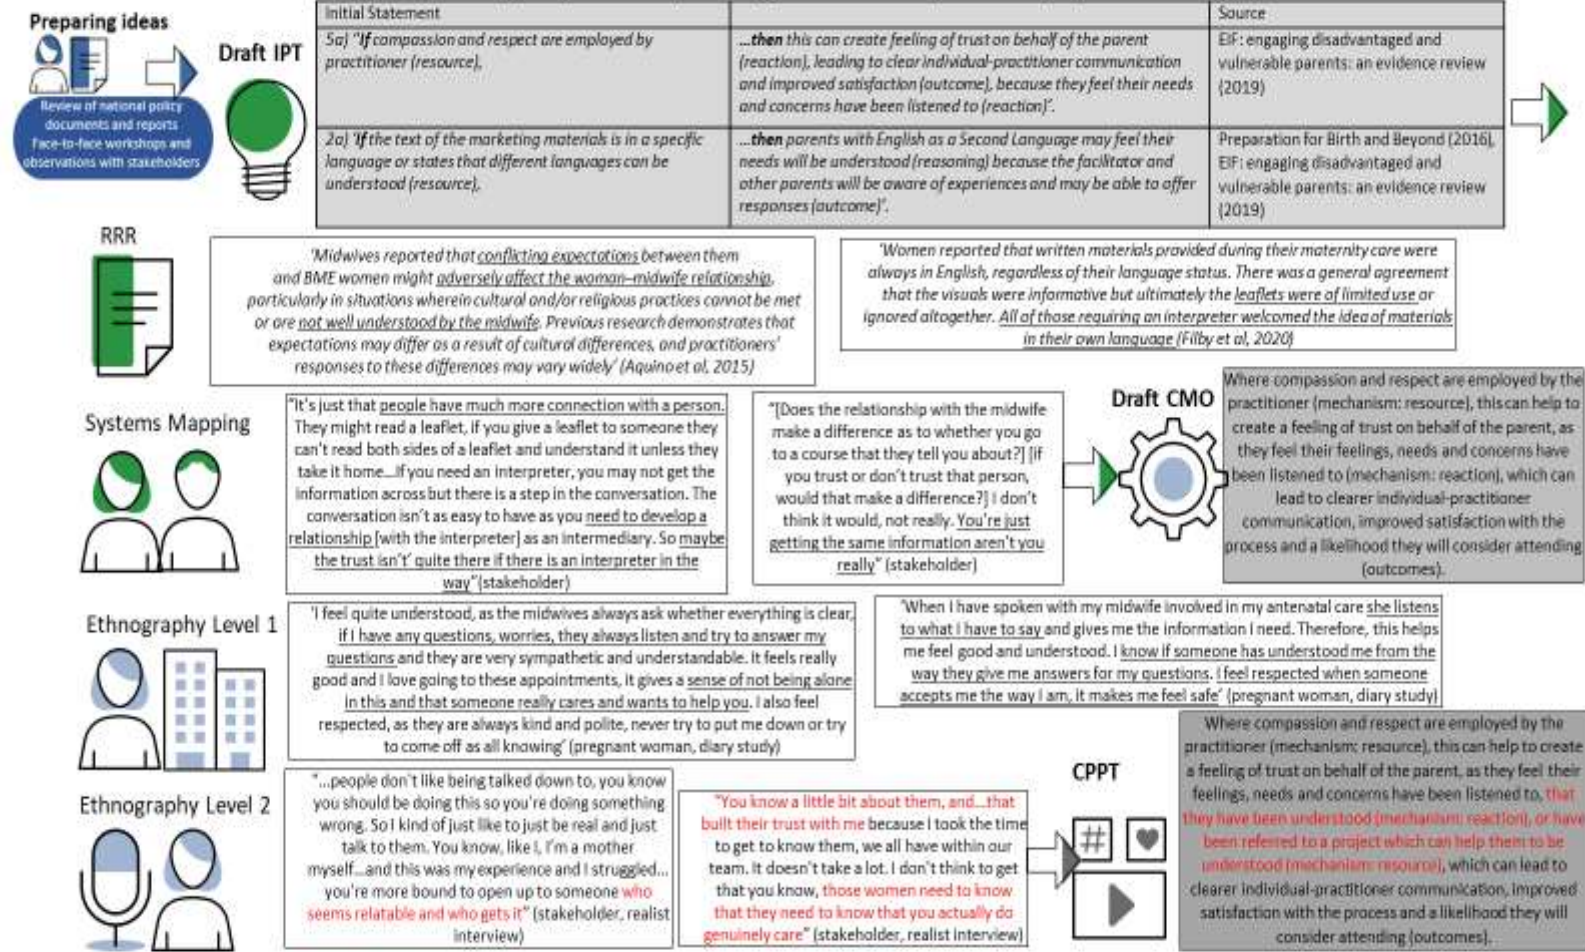 Preparing ideas
Review of national policy
documents and reports
Face-to-face workshops and
observations with stakeholders
Draft IPT
Initial Statement
Source
5a) "If compassion and respect are employed by
practitioner (resource),
...then this can create feeling of trust on behalf of the parent
(reaction), leading to clear individual-practitioner communication
and improved satisfaction (outcome), because they feel their needs
and concerns have been listened to (reaction)'.
EIF: engaging disadvantaged and
vulnerable parents: an evidence review
(2019)
2a) 'If the text of the marketing materials is in a specific
language or states that different languages can be
understood (resource),
...then parents with English as a Second Language may feel their
needs will be understood (reasoning) because the facilitator and
other parents will be aware of experiences and may be able to offer
responses (outcome)'.
Preparation for Birth and Beyond (2016),
EIF: engaging disadvantaged and
vulnerable parents: an evidence review
(2019)
RRR
'Midwives reported that conflicting expectations between them
and BME women might adversely affect the woman–midwife relationship,
particularly in situations wherein cultural and/or religious practices cannot be met
or are not well understood by the midwife. Previous research demonstrates that
expectations may differ as a result of cultural differences, and practitioners'
responses to these differences may vary widely' (Aquino et al, 2015)
'Women reported that written materials provided during their maternity care were
always in English, regardless of their language status. There was a general agreement
that the visuals were informative but ultimately the leaflets were of limited use or
ignored altogether. All of those requiring an interpreter welcomed the idea of materials
in their own language (Filby et al, 2020)
Systems Mapping
"It's just that people have much more connection with a person.
They might read a leaflet, if you give a leaflet to someone they
can't read both sides of a leaflet and understand it unless they
take it home...If you need an interpreter, you may not get the
information across but there is a step in the conversation. The
conversation isn't as easy to have as you need to develop a
relationship [with the interpreter] as an intermediary. So maybe
the trust isn't' quite there if there is an interpreter in the
way"(stakeholder)
"[Does the relationship with the midwife
make a difference as to whether you go
to a course that they tell you about?] [if
you trust or don't trust that person,
would that make a difference?] I don't
think it would, not really. You're just
getting the same information aren't you
really" (stakeholder)
Draft CMO
Where compassion and respect are employed by the
practitioner (mechanism: resource), this can help to
create a feeling of trust on behalf of the parent, as
they feel their feelings, needs and concerns have
been listened to (mechanism: reaction), which can
lead to clearer individual-practitioner
communication, improved satisfaction with the
process and a likelihood they will consider attending
(outcomes).
Ethnography Level 1
'I feel quite understood, as the midwives always ask whether everything is clear,
if I have any questions, worries, they always listen and try to answer my
questions and they are very sympathetic and understandable. It feels really
good and I love going to these appointments, it gives a sense of not being alone
in this and that someone really cares and wants to help you. I also feel
respected, as they are always kind and polite, never try to put me down or try
to come off as all knowing' (pregnant woman, diary study)
'When I have spoken with my midwife involved in my antenatal care she listens
to what I have to say and gives me the information I need. Therefore, this helps
me feel good and understood. I know if someone has understood me from the
way they give me answers for my questions. I feel respected when someone
accepts me the way I am, it makes me feel safe' (pregnant woman, diary study)
Ethnography Level 2
"...people don't like being talked down to, you know
you should be doing this so you're doing something
wrong. So I kind of just like to just be real and just
talk to them. You know, like I, I'm a mother
myself...and this was my experience and I struggled...
you're more bound to open up to someone who
seems relatable and who gets it" (stakeholder, realist
interview)
"You know a little bit about them, and...that
built their trust with me because I took the time
to get to know them, we all have within our
team. It doesn't take a lot. I don't think to get
that you know, those women need to know
that they need to know that you actually do
genuinely care" (stakeholder, realist interview)
CPPT
#
Where compassion and respect are employed by the
practitioner (mechanism: resource), this can help to create
a feeling of trust on behalf of the parent, as they feel their
feelings, needs and concerns have been listened to, that
they have been understood (mechanism: reaction), or have
been referred to a project which can help them to be
understood (mechanism: resource), which can lead to
clearer individual-practitioner communication, improved
satisfaction with the process and a likelihood they will
consider attending (outcomes).